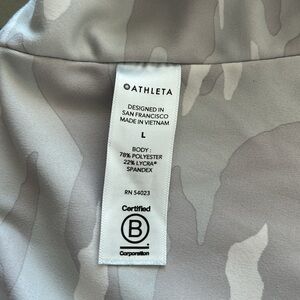 ATHLETA
DESIGNED IN
SAN FRANCISCO
MADE IN VIETNAM
L
BODY:
78% POLYESTER
22% LYCRA®
SPANDEX
RN 54023
Certified
B
Corporation